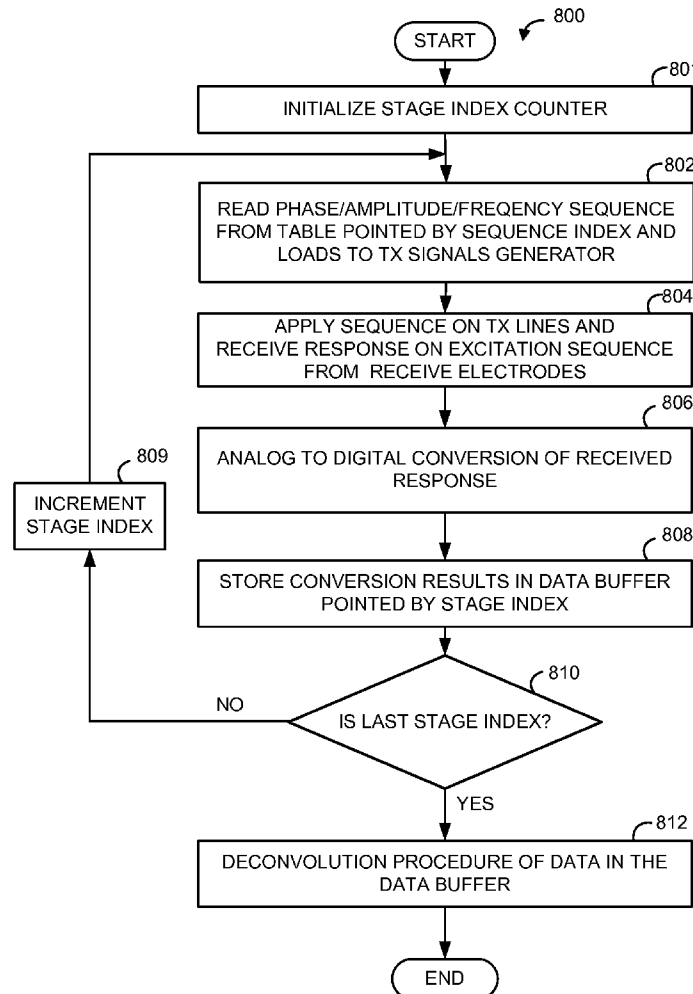 800
START
801
INITIALIZE STAGE INDEX COUNTER
802
READ PHASE/AMPLITUDE/FREQENCY SEQUENCE
FROM TABLE POINTED BY SEQUENCE INDEX AND
LOADS TO TX SIGNALS GENERATOR
804
APPLY SEQUENCE ON TX LINES AND
RECEIVE RESPONSE ON EXCITATION SEQUENCE
FROM RECEIVE ELECTRODES
806
ANALOG TO DIGITAL CONVERSION OF RECEIVED
RESPONSE
809
INCREMENT
STAGE INDEX
808
STORE CONVERSION RESULTS IN DATA BUFFER
POINTED BY STAGE INDEX
810
NO
IS LAST STAGE INDEX?
YES
812
DECONVOLUTION PROCEDURE OF DATA IN THE
DATA BUFFER
END